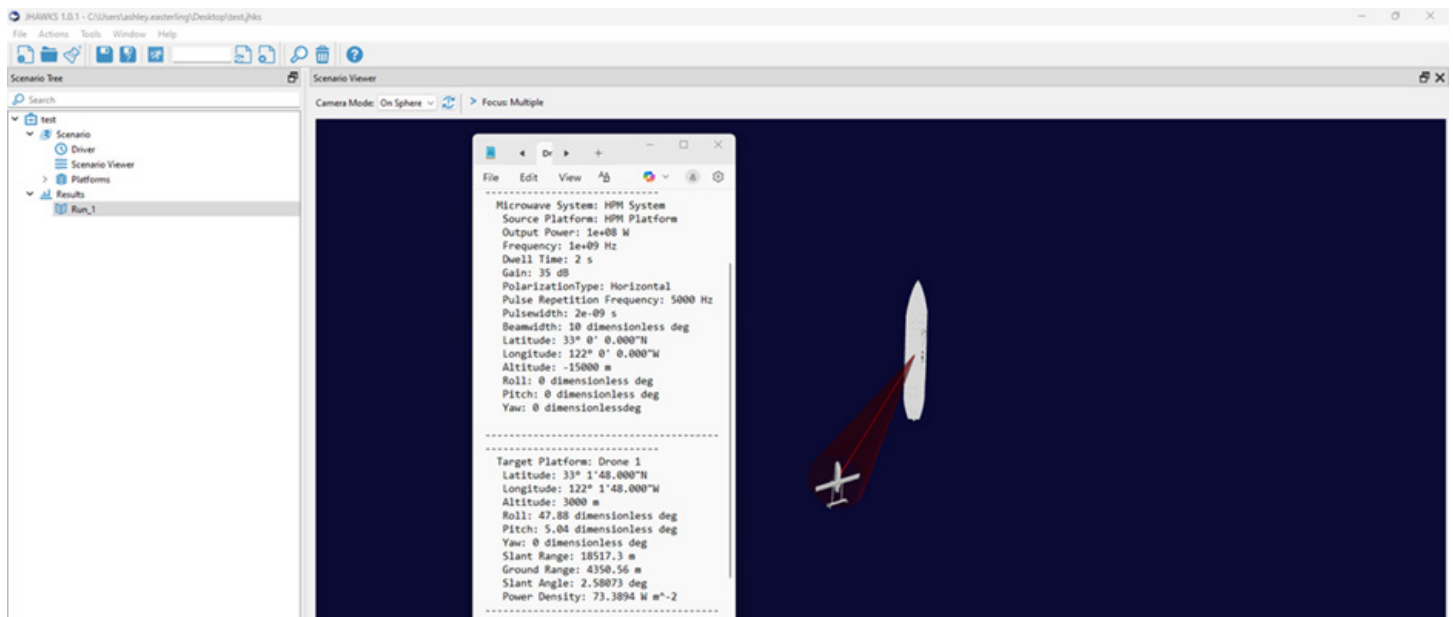 JHAWKS 1.0.1 - C:\Users\ashley.easterling\Desktop\test.jhks
File Actions Tools Window Help
Scenario Tree
Scenario Viewer
Search
Camera Mode: On Sphere
> Focus: Multiple
test
Scenario
Driver
Scenario Viewer
Platforms
Results
Run_1
Dr
File Edit View
--------------------------------
Microwave System: HPM System
Source Platform: HPM Platform
Output Power: 1e+08 W
Frequency: 1e+09 Hz
Dwell Time: 2 s
Gain: 35 dB
PolarizationType: Horizontal
Pulse Repetition Frequency: 5000 Hz
Pulsewidth: 2e-09 s
Beamwidth: 10 dimensionless deg
Latitude: 33° 0' 0.000"N
Longitude: 122° 0' 0.000"W
Altitude: -15000 m
Roll: 0 dimensionless deg
Pitch: 0 dimensionless deg
Yaw: 0 dimensionlessdeg
-------------------------------------------
--------------------------------
Target Platform: Drone 1
Latitude: 33° 1'48.000"N
Longitude: 122° 1'48.000"W
Altitude: 3000 m
Roll: 47.88 dimensionless deg
Pitch: 5.04 dimensionless deg
Yaw: 0 dimensionless deg
Slant Range: 18517.3 m
Ground Range: 4350.56 m
Slant Angle: 2.58073 deg
Power Density: 73.3894 W m^-2
-------------------------------------------